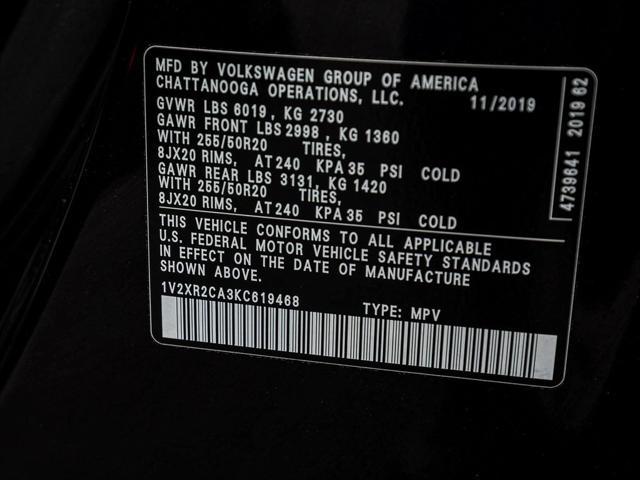 MFD BY VOLKSWAGEN GROUP OF AMERICA
CHATTANOOGA OPERATIONS, LLC. 11/2019
GVWR LBS 6019, KG 2730
GAWR FRONT LBS 2998, KG 1360
WITH 255/50R20 TIRES,
8JX20 RIMS, AT 240 KPA 35 PSI COLD
GAWR REAR LBS 3131, KG 1420
WITH 255/50R20 TIRES,
8JX20 RIMS, AT 240 KPA 35 PSI COLD
THIS VEHICLE CONFORMS TO ALL APPLICABLE
U.S. FEDERAL MOTOR VEHICLE SAFETY STANDARDS
IN EFFECT ON THE DATE OF MANUFACTURE
SHOWN ABOVE.
1V2XR2CA3KC619468 TYPE: MPV
4739641 2019 62